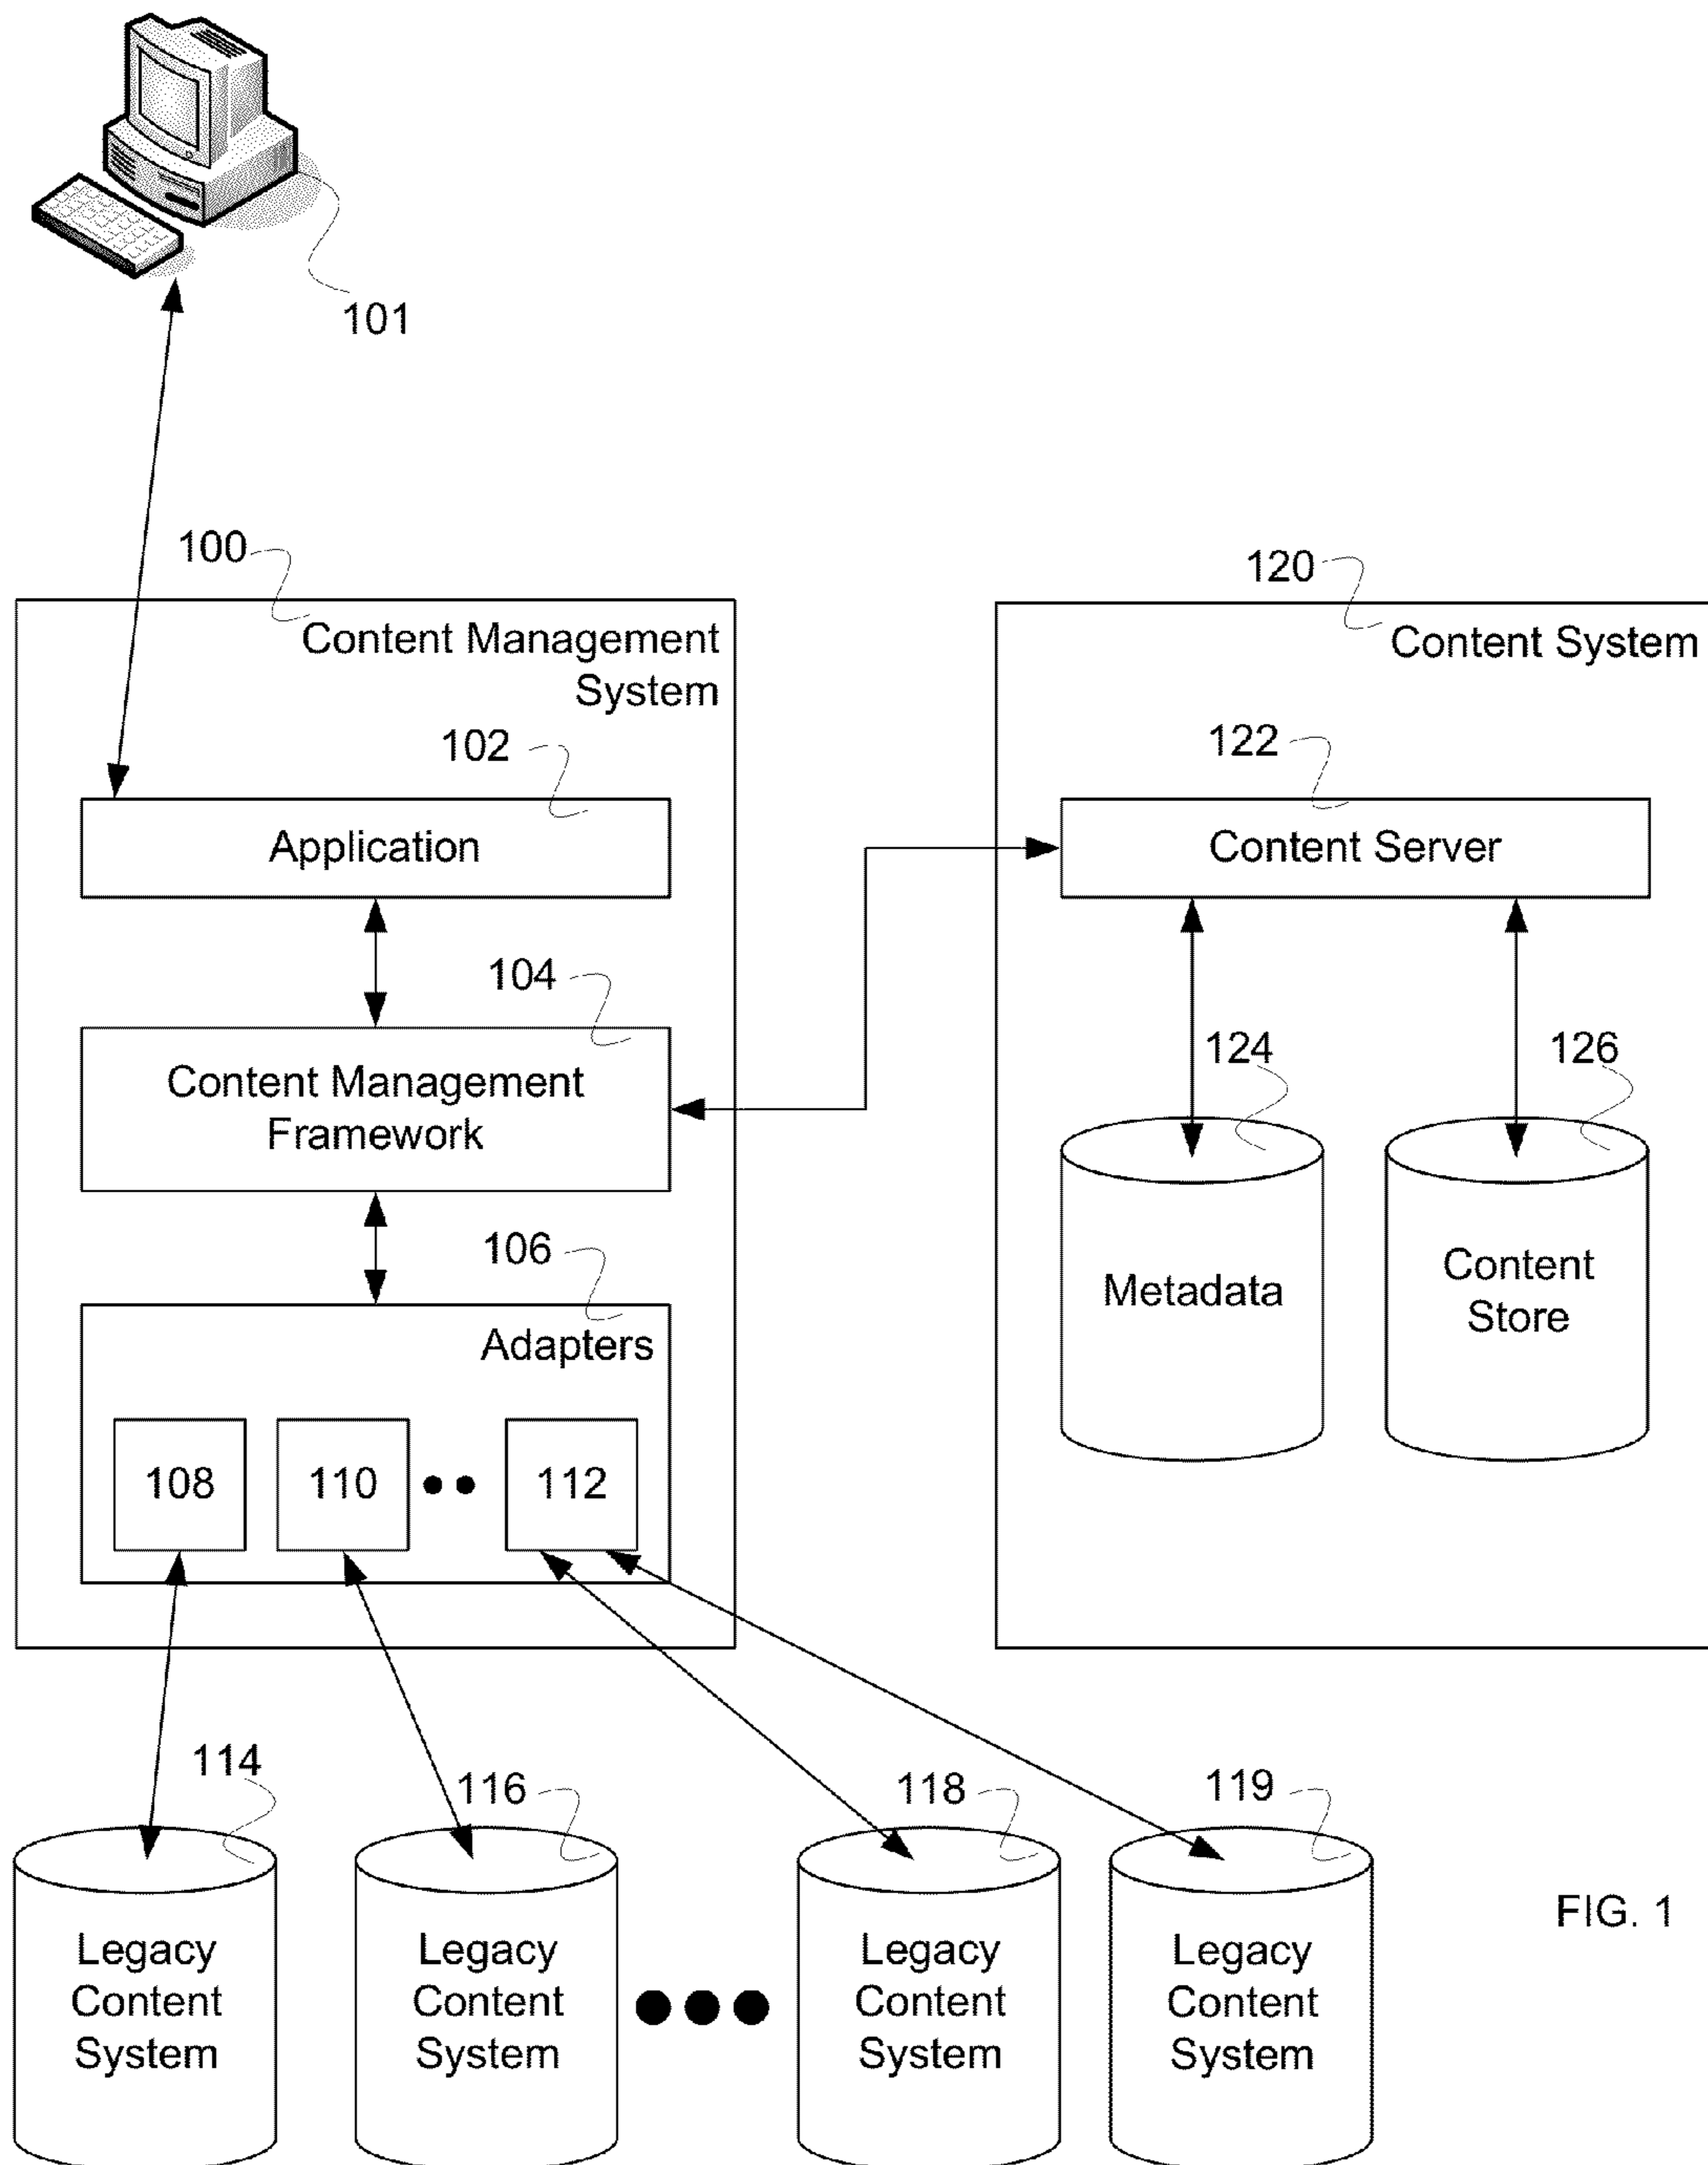 101
100
Content Management
System
120
Content System
102
Application
122
Content Server
104
Content Management
Framework
124
126
Metadata
Content
Store
106
Adapters
108
110
112
114
116
118
119
Legacy
Content
System
Legacy
Content
System
Legacy
Content
System
Legacy
Content
System
FIG. 1